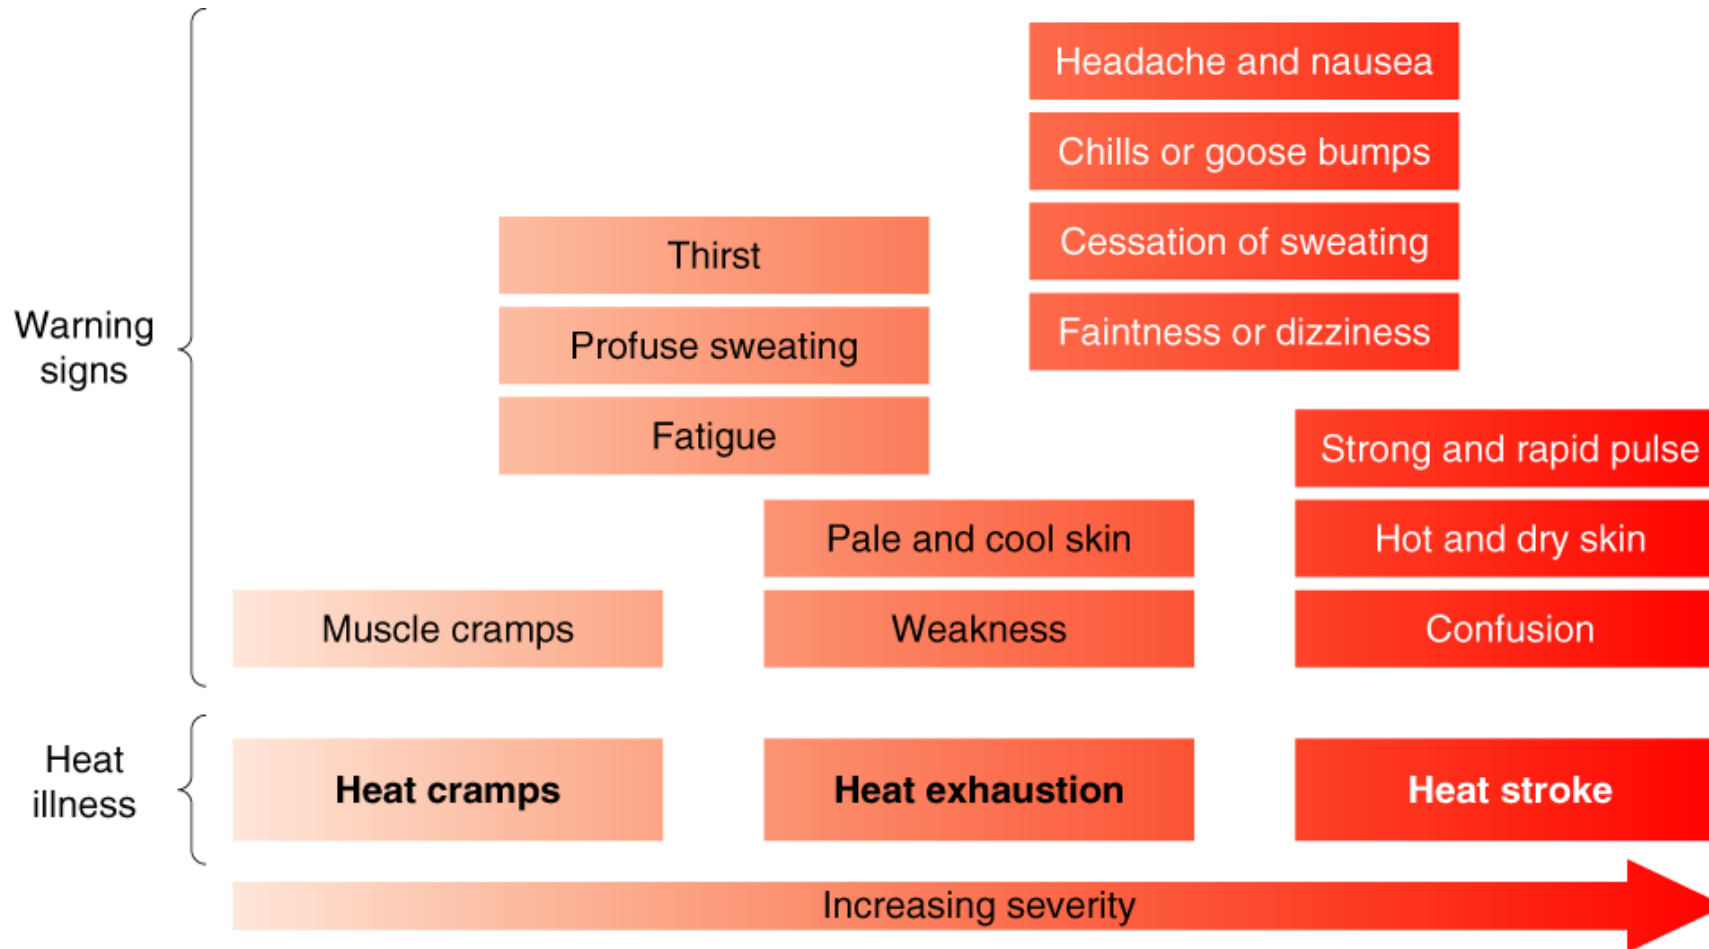 Headache and nausea
Chills or goose bumps
Cessation of sweating
Faintness or dizziness
Thirst
Profuse sweating
Fatigue
Warning
signs
Strong and rapid pulse
Hot and dry skin
Confusion
Pale and cool skin
Weakness
Muscle cramps
Heat
illness
Heat cramps
Heat exhaustion
Heat stroke
Increasing severity